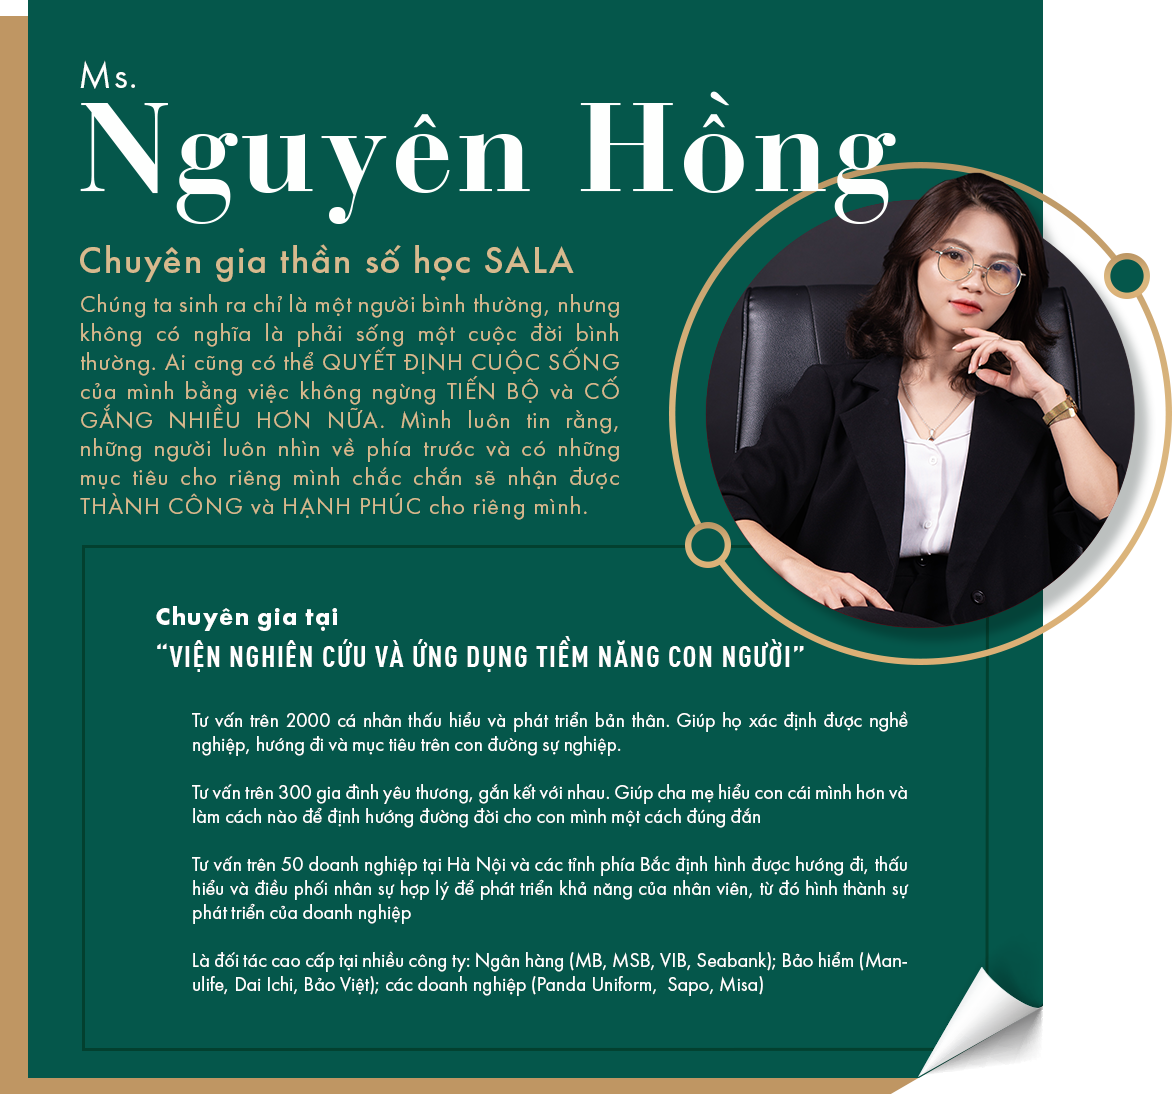 Ms.
Nguyên Hồng
Chuyên gia thần số học SALA
Chúng ta sinh ra chỉ là một người bình thường, nhưng
không có nghĩa là phải sống một cuộc đời bình
thường. Ai cũng có thể QUYẾT ĐỊNH CUỘC SỐNG
của mình bằng việc không ngừng TIẾN BỘ và CỐ
GẮNG NHIỀU HƠN NỮA. Mình luôn tin rằng,
những người luôn nhìn về phía trước và có những
mục tiêu cho riêng mình chắc chắn sẽ nhận được
THÀNH CÔNG và HẠNH PHÚC cho riêng mình.
Chuyên gia tại
“VIỆN NGHIÊN CỨU VÀ ỨNG DỤNG TIỀM NĂNG CON NGƯỜI”
Tư vấn trên 2000 cá nhân thấu hiểu và phát triển bản thân. Giúp họ xác định được nghề
nghiệp, hướng đi và mục tiêu trên con đường sự nghiệp.
Tư vấn trên 300 gia đình yêu thương, gắn kết với nhau. Giúp cha mẹ hiểu con cái mình hơn và
làm cách nào để định hướng đường đời cho con mình một cách đúng đắn
Tư vấn trên 50 doanh nghiệp tại Hà Nội và các tỉnh phía Bắc định hình được hướng đi, thấu
hiểu và điều phối nhân sự hợp lý để phát triển khả năng của nhân viên, từ đó hình thành sự
phát triển của doanh nghiệp
Là đối tác cao cấp tại nhiều công ty: Ngân hàng (MB, MSB, VIB, Seabank); Bảo hiểm (Man-
ulife, Dai Ichi, Bảo Việt); các doanh nghiệp (Panda Uniform, Sapo, Misa)